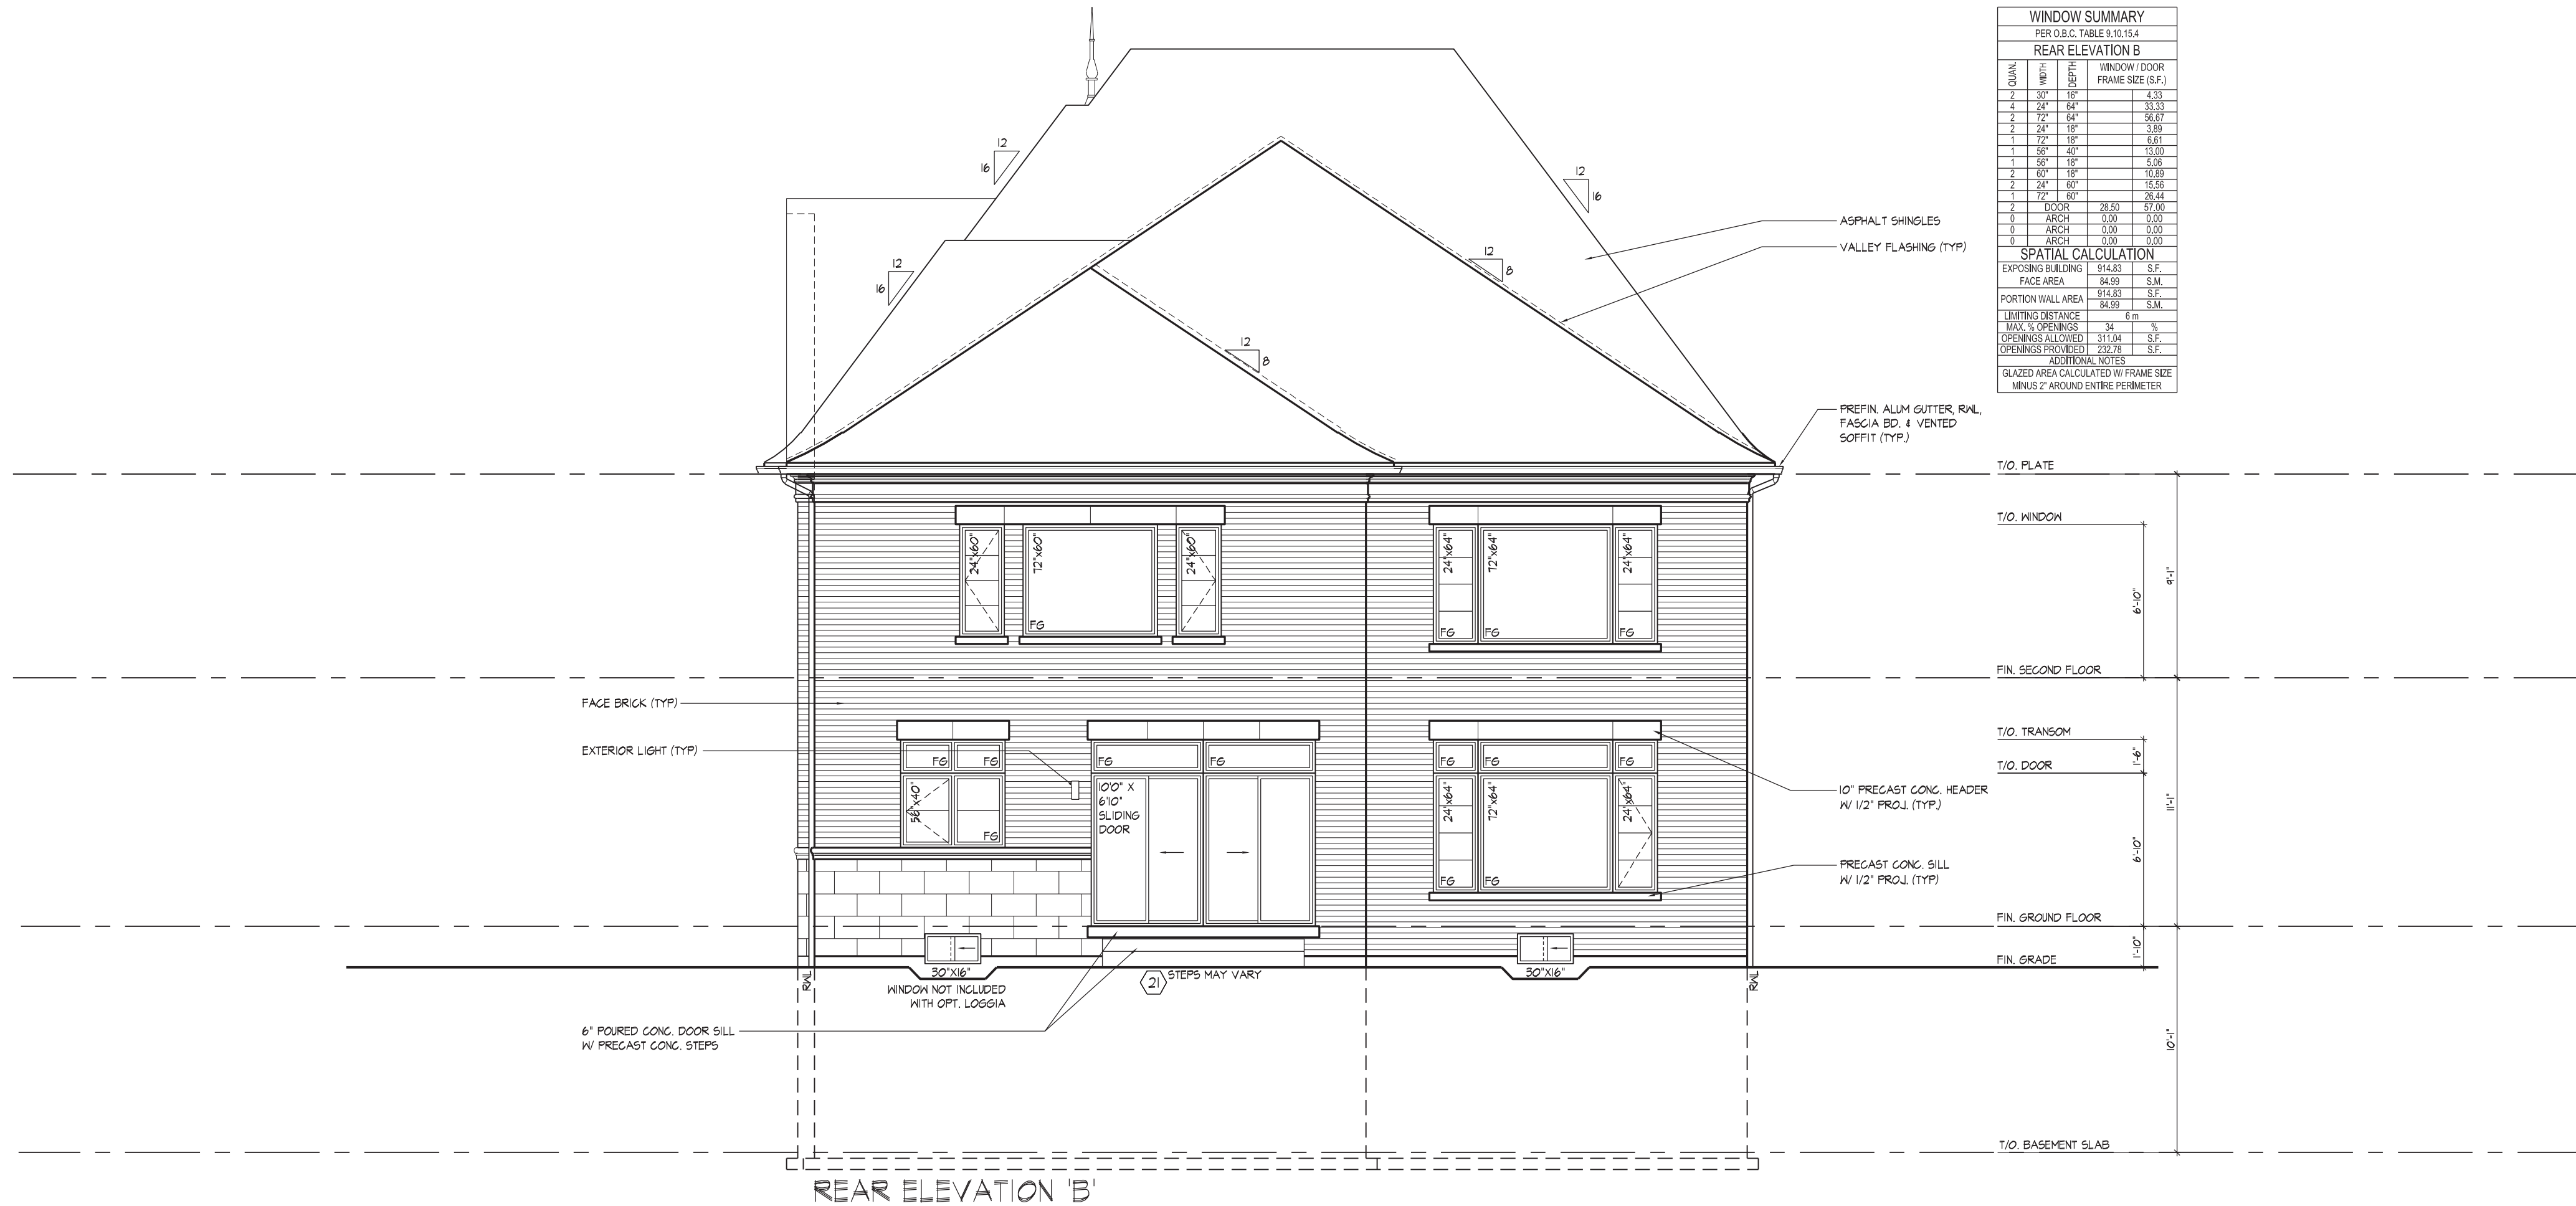 WINDOW SUMMARY
PER O.B.C. TABLE 9.10.15.4
REAR ELEVATION B
QUAN. WIDTH DEPTH WINDOW / DOOR FRAME SIZE (S.F.)
2 30" 16" 4.33
4 24" 64" 33.33
2 72" 64" 56.67
2 24" 18" 3.89
1 72" 18" 6.61
1 56" 40" 13.00
1 56" 18" 5.06
2 60" 18" 10.89
2 24" 60" 15.56
1 72" 60" 26.44
2 DOOR 28.50 57.00
0 ARCH 0.00 0.00
0 ARCH 0.00 0.00
0 ARCH 0.00 0.00
SPATIAL CALCULATION
EXPOSING BUILDING FACE AREA 914.83 S.F.
84.99 S.M.
PORTION WALL AREA 914.83 S.F.
84.99 S.M.
LIMITING DISTANCE 6 m
MAX. % OPENINGS 34 %
OPENINGS ALLOWED 311.04 S.F.
OPENINGS PROVIDED 232.78 S.F.
ADDITIONAL NOTES
GLAZED AREA CALCULATED W/ FRAME SIZE
MINUS 2" AROUND ENTIRE PERIMETER
12
16
12
16
12
16
12
8
12
8
ASPHALT SHINGLES
VALLEY FLASHING (TYP)
PREFIN. ALUM GUTTER, RWL,
FASCIA BD. & VENTED
SOFFIT (TYP.)
T/O. PLATE
T/O. WINDOW
9'-1"
6'-10"
24"x60"
72"x60"
FG
24"x60"
24"x64"
FG
72"x64"
FG
24"x64"
FG
FIN. SECOND FLOOR
FACE BRICK (TYP)
EXTERIOR LIGHT (TYP)
T/O. TRANSOM
1'-6"
T/O. DOOR
11'-1"
6'-10"
FG FG
56"x40"
FG
FG FG
10'0" X
6'10"
SLIDING
DOOR
FG FG FG
24"x64"
FG
72"x64"
FG
24"x64"
10" PRECAST CONC. HEADER
W/ 1/2" PROJ. (TYP.)
PRECAST CONC. SILL
W/ 1/2" PROJ. (TYP)
FIN. GROUND FLOOR
1'-10"
FIN. GRADE
RWL
30"X16"
WINDOW NOT INCLUDED
WITH OPT. LOGGIA
21 STEPS MAY VARY
30"X16"
RWL
6" POURED CONC. DOOR SILL
W/ PRECAST CONC. STEPS
10'-1"
T/O. BASEMENT SLAB
REAR ELEVATION 'B'